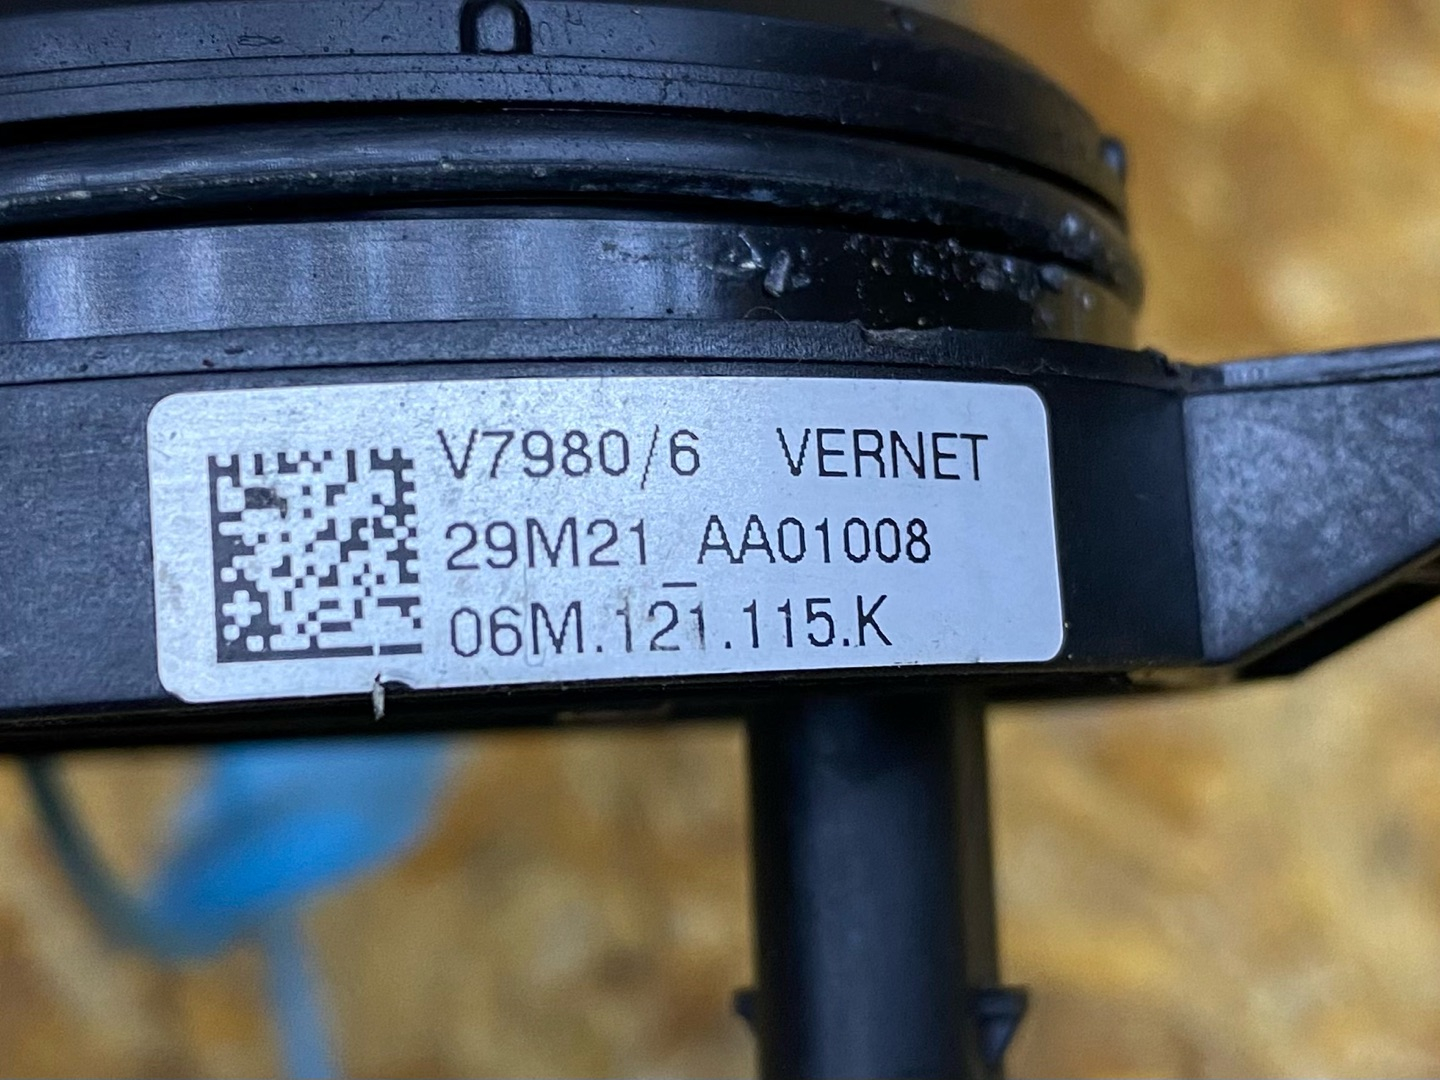 V7980/6 VERNET
29M21_AA01008
06M.121.115.K